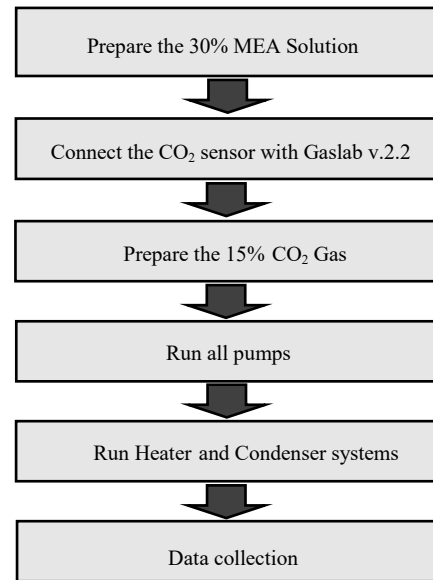 Prepare the 30% MEA Solution
Connect the CO₂ sensor with Gaslab v.2.2
Prepare the 15% CO₂ Gas
Run all pumps
Run Heater and Condenser systems
Data collection